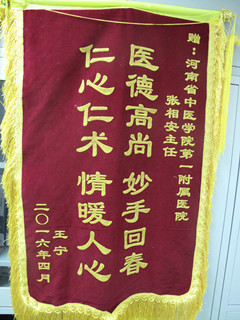 赠：河南省中医学院第一附属医院
张相安主任
医德高尚 妙手回春
仁心仁术 情暖人心
王宁
二〇一六年四月